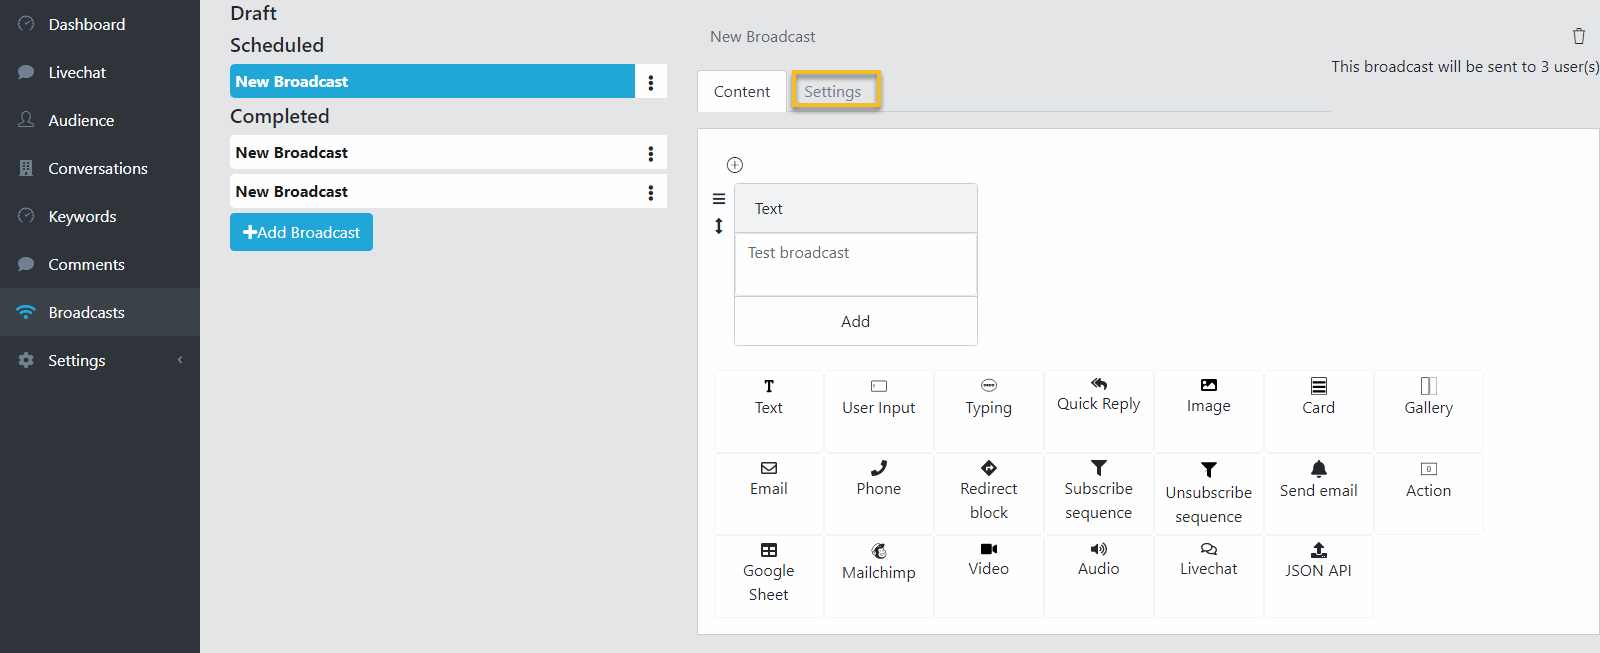 Dashboard
Livechat
Audience
Conversations
Keywords
Comments
Broadcasts
Settings
Draft
Scheduled
New Broadcast
Completed
New Broadcast
New Broadcast
Add Broadcast
New Broadcast
This broadcast will be sent to 3 user(s)
Content Settings
Text
Test broadcast
Add
Text User Input Typing Quick Reply Image Card Gallery
Email Phone Redirect Subscribe Unsubscribe Send email Action
block sequence sequence
Google Mailchimp Video Audio Livechat JSON API
Sheet